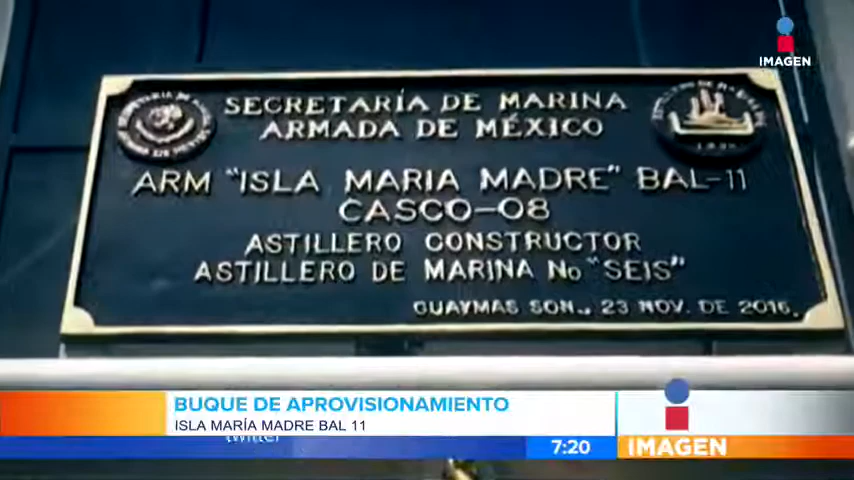 IMAGEN
SECRETARÍA DE MARINA
ARMADA DE MÉXICO
ARM "ISLA MARIA MADRE" BAL-11
CASCO-08
ASTILLERO CONSTRUCTOR
ASTILLERO DE MARINA No "SEIS"
GUAYMAS SON., 23 NOV. DE 2016
BUQUE DE APROVISIONAMIENTO
ISLA MARÍA MADRE BAL 11
twitter
7:20
IMAGEN